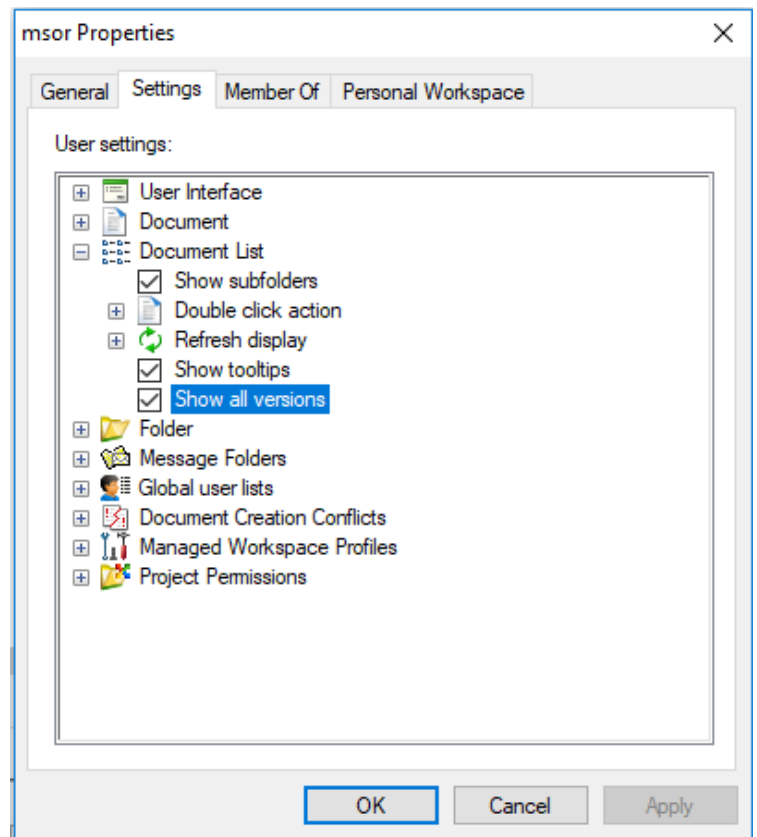 msor Properties
General Settings Member Of Personal Workspace
User settings:
User Interface
Document
Document List
Show subfolders
Double click action
Refresh display
Show tooltips
Show all versions
Folder
Message Folders
Global user lists
Document Creation Conflicts
Managed Workspace Profiles
Project Permissions
OK Cancel Apply